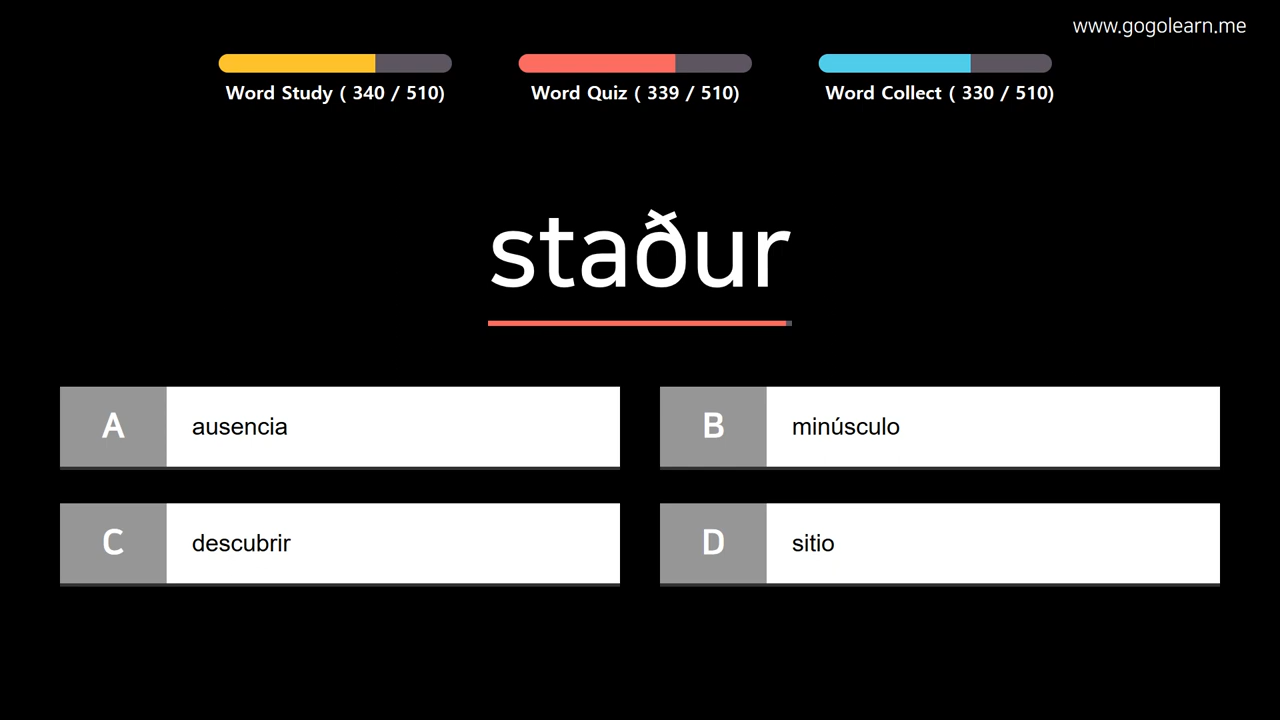 www.gogolearn.me
Word Study ( 340 / 510)
Word Quiz ( 339 / 510)
Word Collect ( 330 / 510)
staður
A ausencia
B minúsculo
C descubrir
D sitio